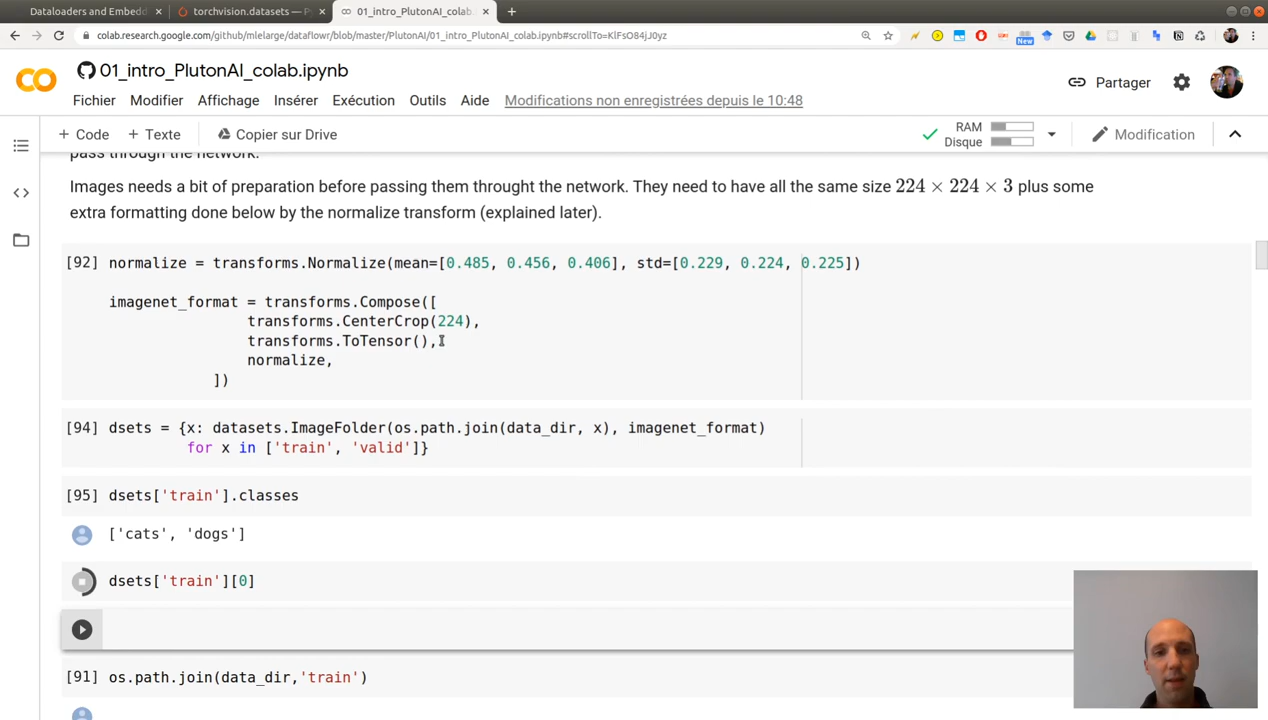 Dataloaders and Embedd
torchvision.datasets — P
01_intro_PlutonAI_colab.i
colab.research.google.com/github/mlelarge/dataflowr/blob/master/PlutonAI/01_intro_PlutonAI_colab.ipynb#scrollTo=KlFsO84jJ0yz
New
01_intro_PlutonAI_colab.ipynb
Partager
Fichier Modifier Affichage Insérer Exécution Outils Aide Modifications non enregistrées depuis le 10:48
+ Code + Texte Copier sur Drive
RAM
Disque
Modification
pass through the network.
Images needs a bit of preparation before passing them throught the network. They need to have all the same size 224 × 224 × 3 plus some
extra formatting done below by the normalize transform (explained later).
[92] normalize = transforms.Normalize(mean=[0.485, 0.456, 0.406], std=[0.229, 0.224, 0.225])
imagenet_format = transforms.Compose([
transforms.CenterCrop(224),
transforms.ToTensor(),
normalize,
])
[94] dsets = {x: datasets.ImageFolder(os.path.join(data_dir, x), imagenet_format)
for x in ['train', 'valid']}
[95] dsets['train'].classes
['cats', 'dogs']
dsets['train'][0]
[91] os.path.join(data_dir,'train')